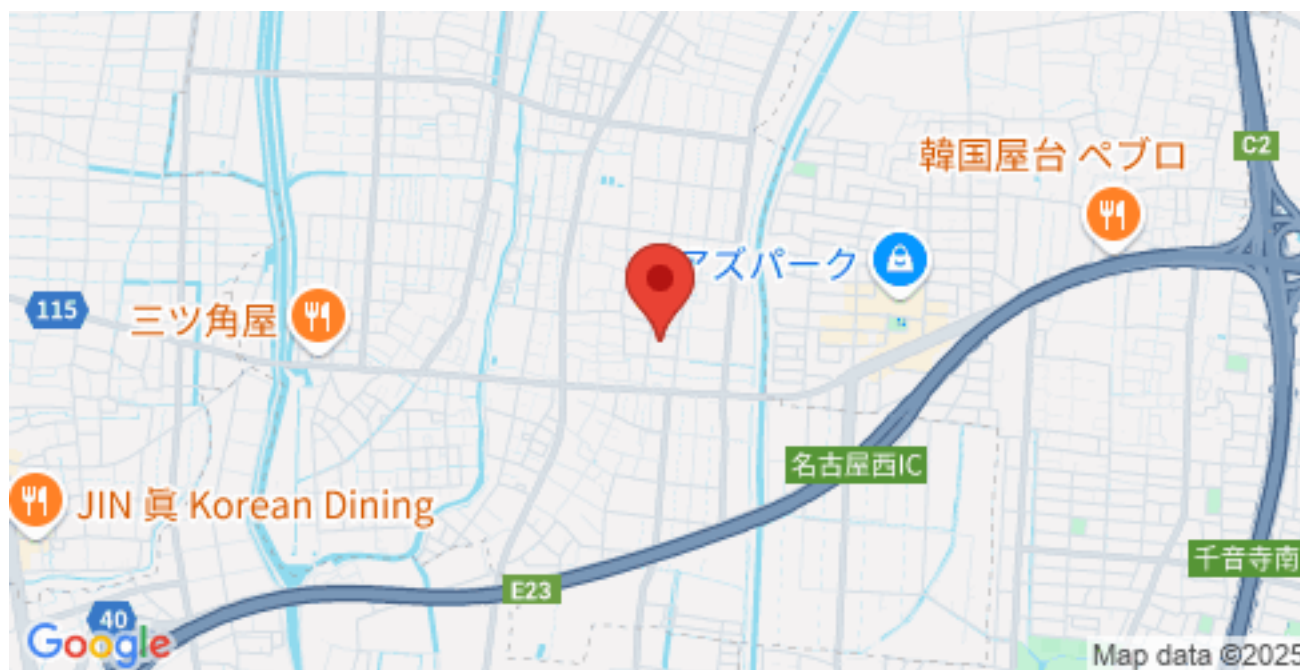 C2
韓国屋台 ペブロ
アズパーク
115
三ツ角屋
名古屋西IC
JIN 眞 Korean Dining
千音寺南
E23
40
Google
Map data ©2025